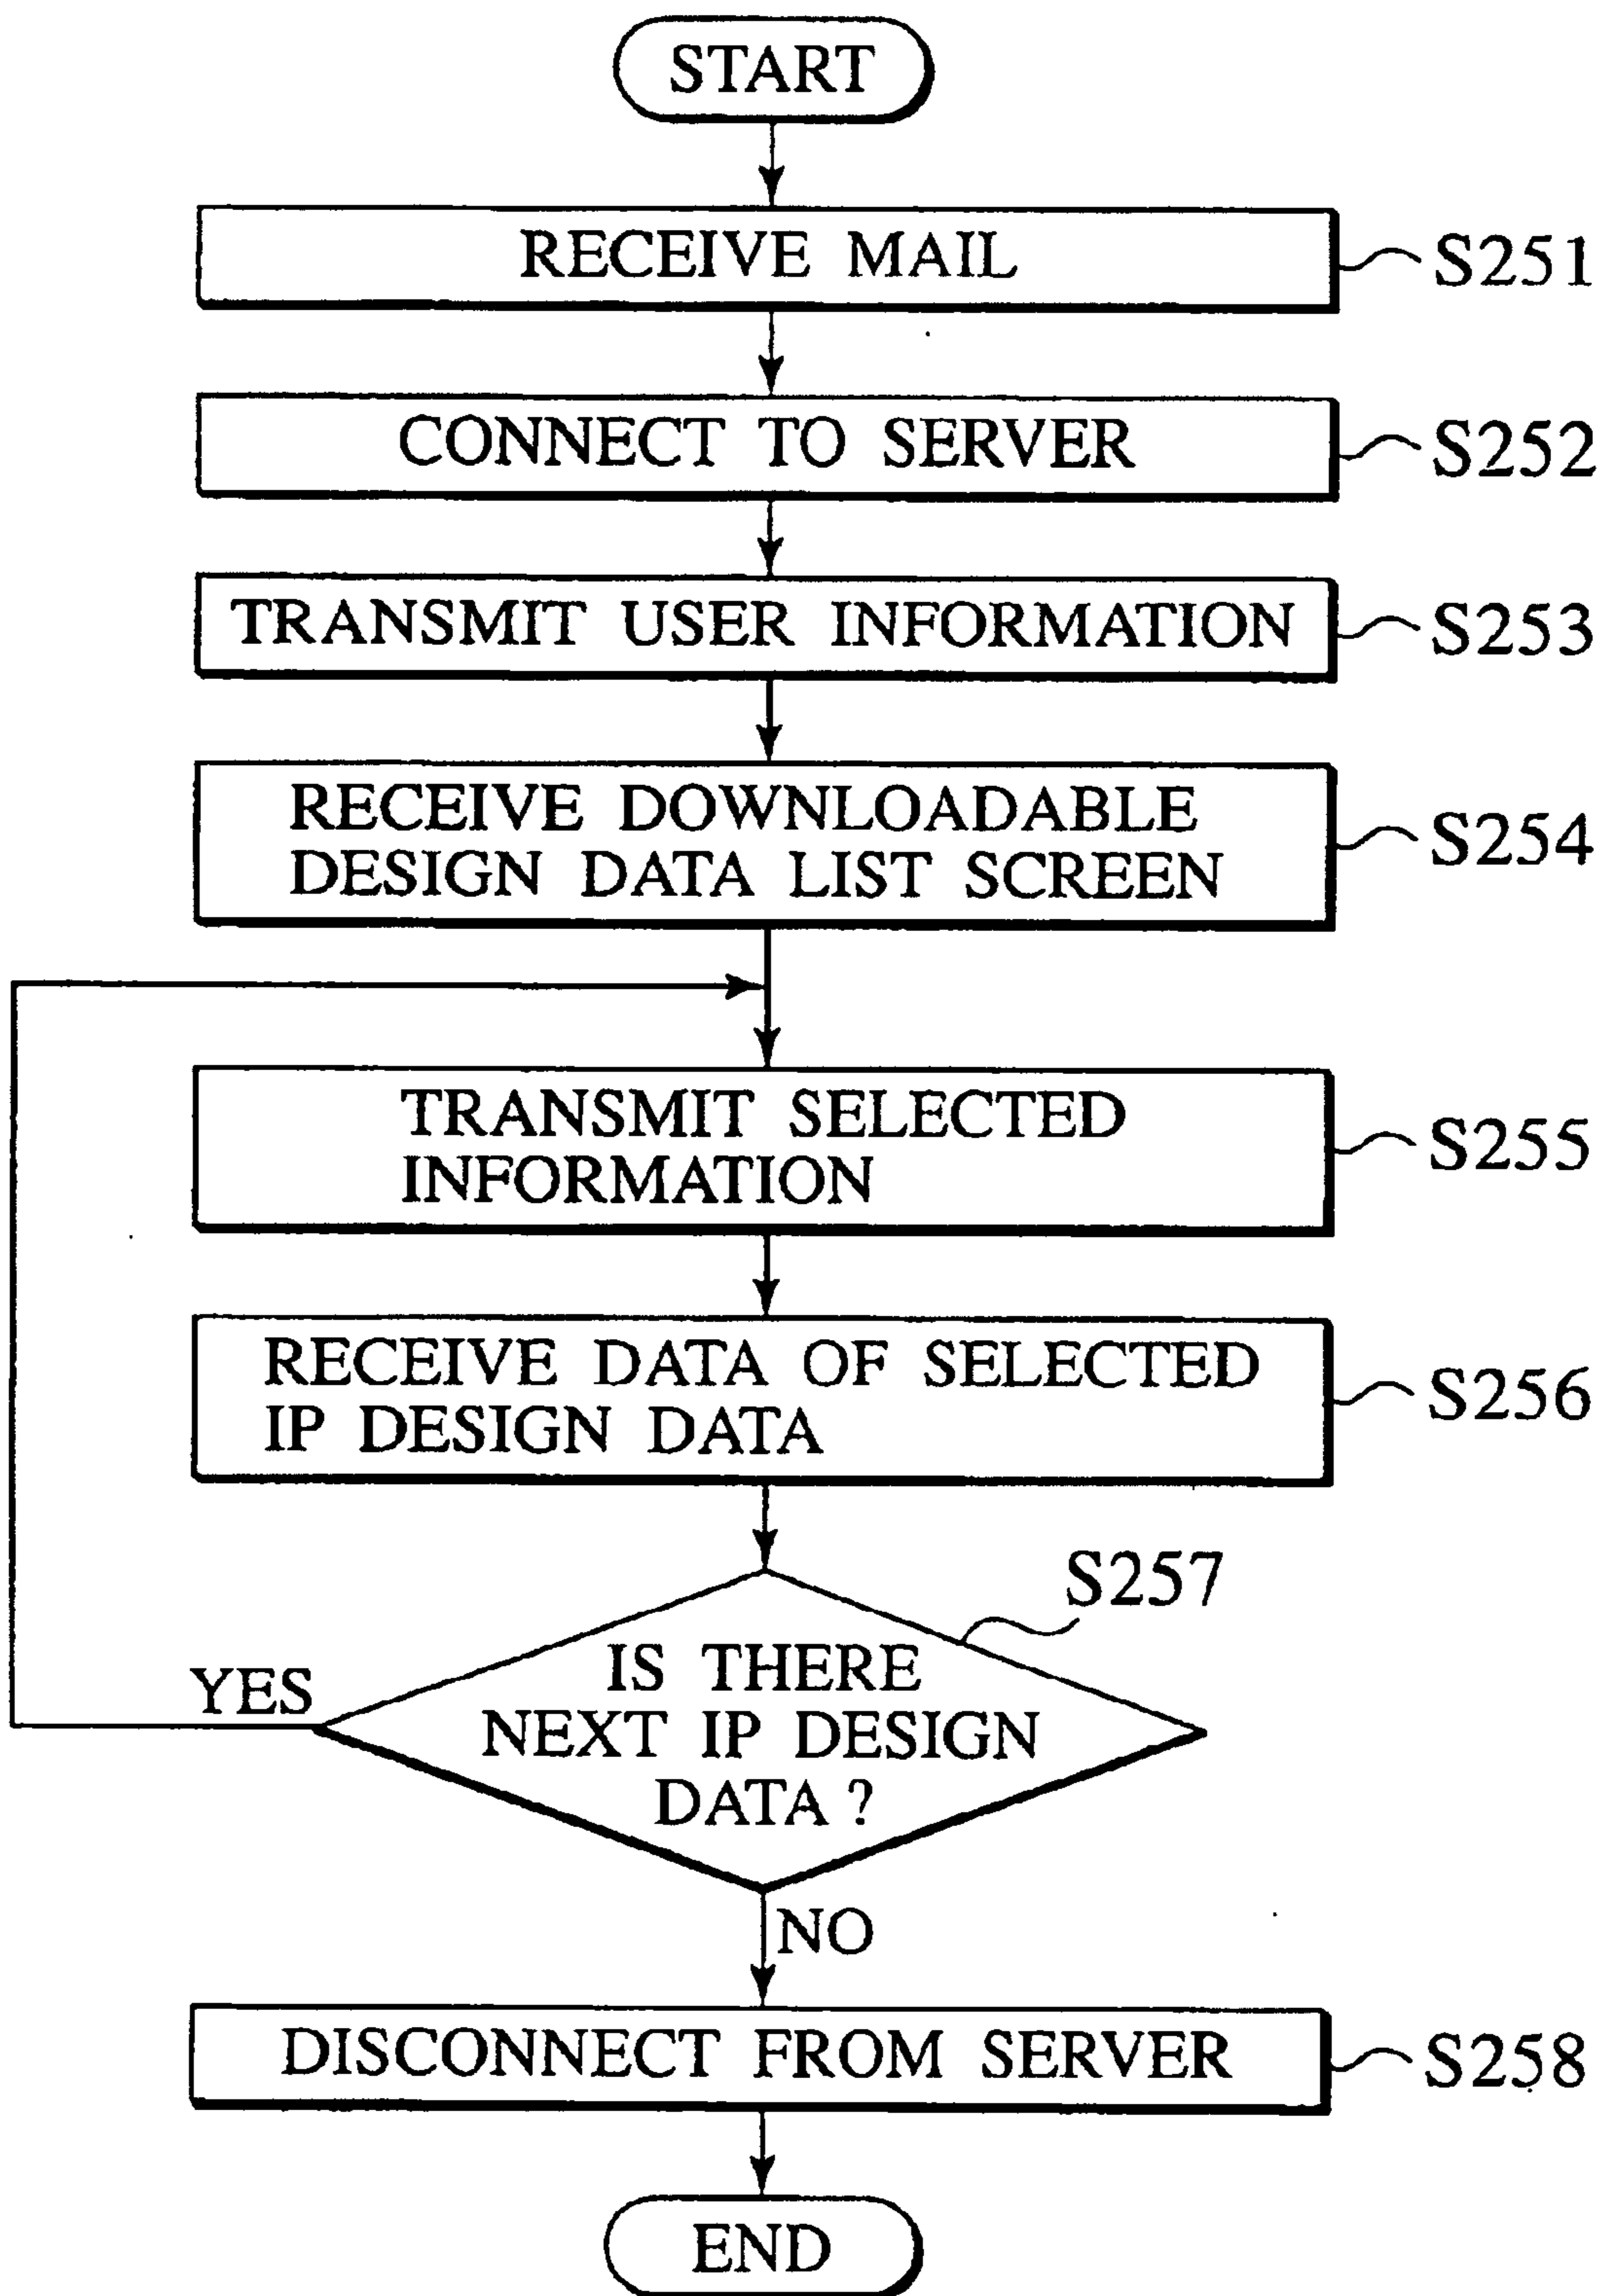 START
RECEIVE MAIL
S251
CONNECT TO SERVER
S252
TRANSMIT USER INFORMATION
S253
RECEIVE DOWNLOADABLE
DESIGN DATA LIST SCREEN
S254
TRANSMIT SELECTED
INFORMATION
S255
RECEIVE DATA OF SELECTED
IP DESIGN DATA
S256
S257
IS THERE
NEXT IP DESIGN
DATA ?
YES
NO
DISCONNECT FROM SERVER
S258
END